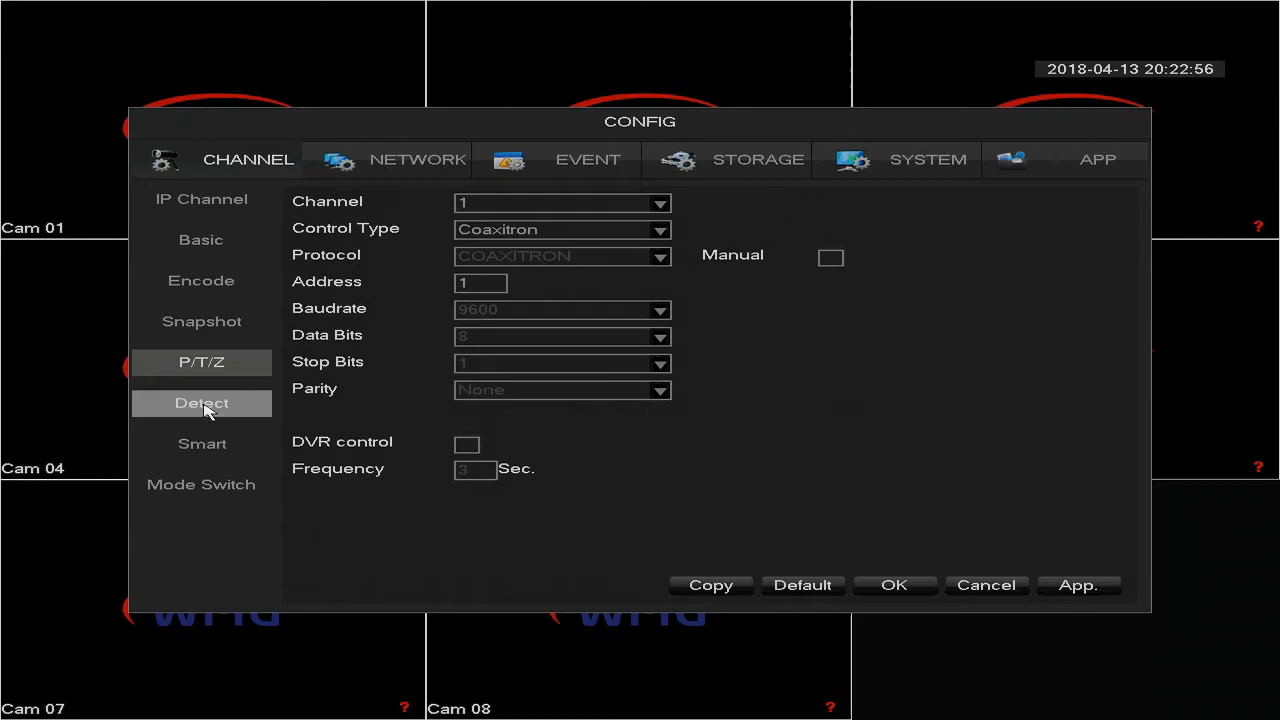 2018-04-13 20:22:56
CONFIG
CHANNEL NETWORK EVENT STORAGE SYSTEM APP
IP Channel
Basic
Encode
Snapshot
P/T/Z
Detect
Smart
Mode Switch
Channel 1
Control Type Coaxitron
Protocol COAXITRON Manual
Address 1
Baudrate 9600
Data Bits 8
Stop Bits 1
Parity None
DVR control
Frequency 3 Sec.
Copy Default OK Cancel App.
Cam 01 ?
Cam 04 ?
Cam 07 ?
Cam 08 ?